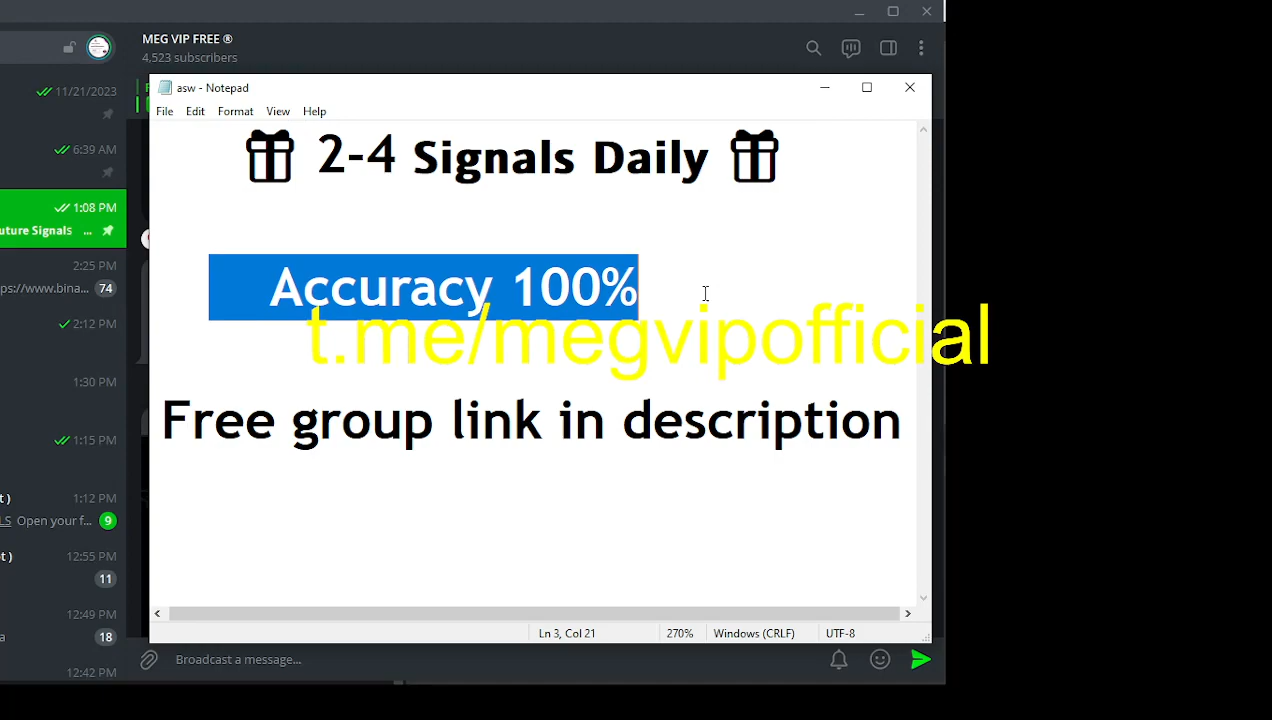 MEG VIP FREE ®
4,523 subscribers
11/21/2023
6:39 AM
1:08 PM
uture Signals ...
2:25 PM
ps://www.bina... 74
2:12 PM
1:30 PM
1:15 PM
1:12 PM
LS Open your f... 9
12:55 PM
11
12:49 PM
18
12:42 PM
asw - Notepad
File Edit Format View Help
2-4 Signals Daily
Accuracy 100%
t.me/megvipofficial
Free group link in description
Ln 3, Col 21 270% Windows (CRLF) UTF-8
Broadcast a message...